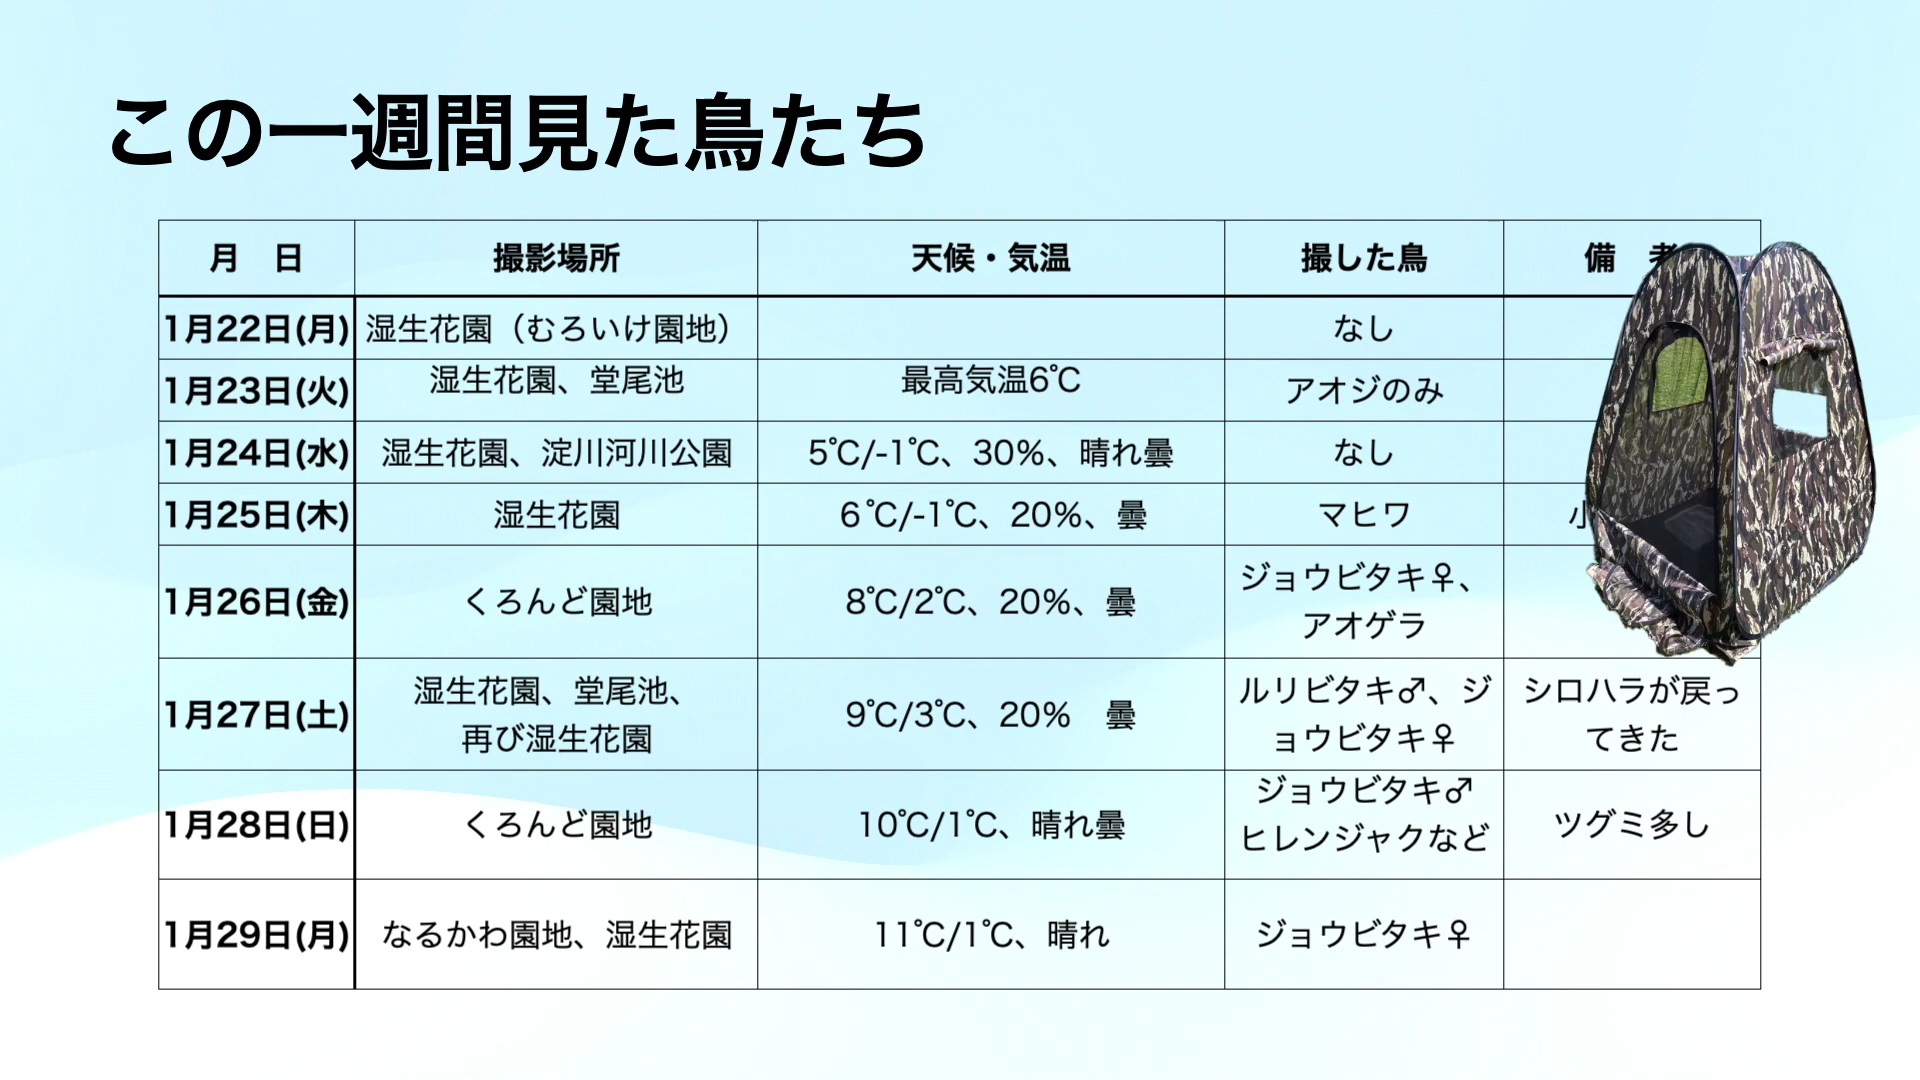 この一週間見た鳥たち
月　日 撮影場所 天候・気温 撮した鳥 備　考
1月22日(月) 湿生花園（むろいけ園地） なし
1月23日(火) 湿生花園、堂尾池 最高気温6℃ アオジのみ
1月24日(水) 湿生花園、淀川河川公園 5℃/-1℃、30%、晴れ曇 なし
1月25日(木) 湿生花園 6℃/-1℃、20%、曇 マヒワ 小
1月26日(金) くろんど園地 8℃/2℃、20%、曇 ジョウビタキ♀、
アオゲラ
1月27日(土) 湿生花園、堂尾池、
再び湿生花園 9℃/3℃、20%　曇 ルリビタキ♂、ジ
ョウビタキ♀ シロハラが戻っ
てきた
1月28日(日) くろんど園地 10℃/1℃、晴れ曇 ジョウビタキ♂
ヒレンジャクなど ツグミ多し
1月29日(月) なるかわ園地、湿生花園 11℃/1℃、晴れ ジョウビタキ♀